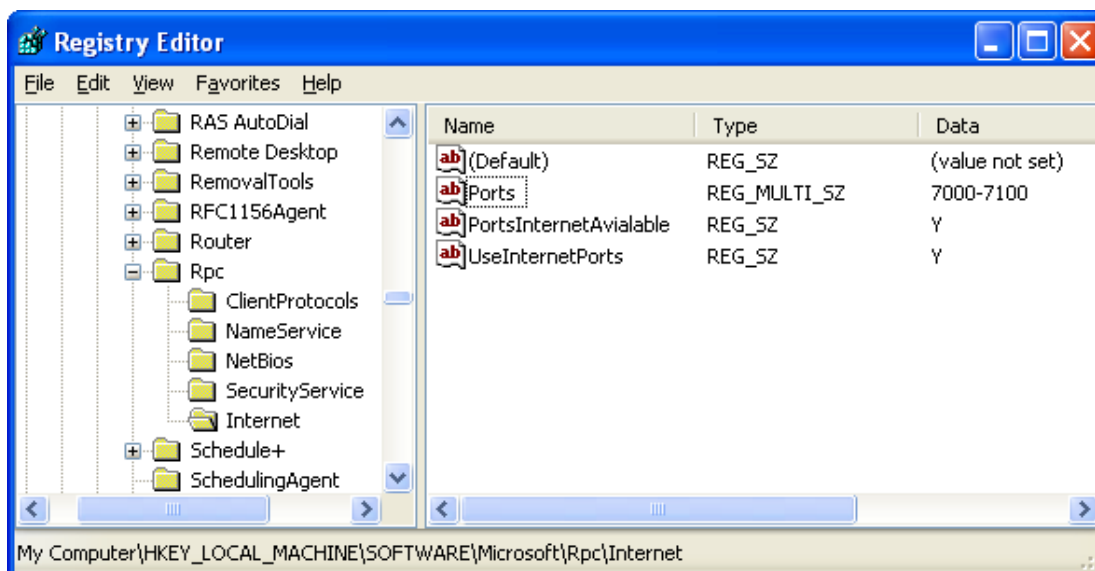 Registry Editor
File Edit View Favorites Help
RAS AutoDial
Remote Desktop
RemovalTools
RFC1156Agent
Router
Rpc
ClientProtocols
NameService
NetBios
SecurityService
Internet
Schedule+
SchedulingAgent
Name Type Data
(Default) REG_SZ (value not set)
Ports REG_MULTI_SZ 7000-7100
PortsInternetAvialable REG_SZ Y
UseInternetPorts REG_SZ Y
My Computer\HKEY_LOCAL_MACHINE\SOFTWARE\Microsoft\Rpc\Internet